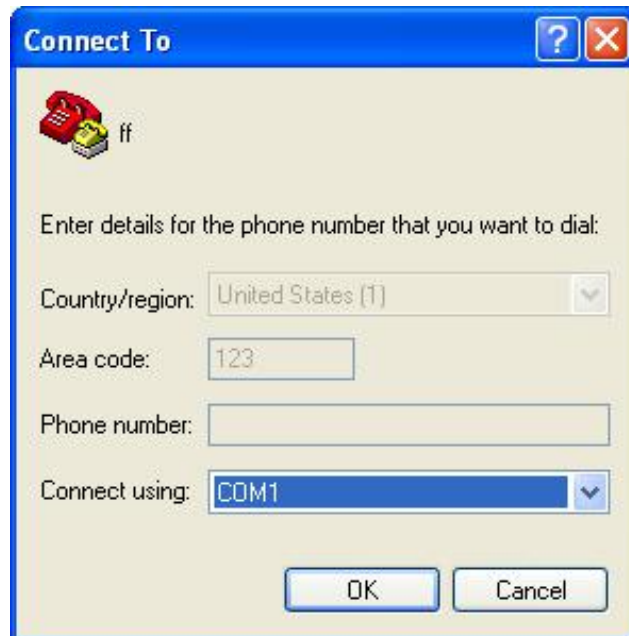 Connect To
ff
Enter details for the phone number that you want to dial:
Country/region: United States (1)
Area code: 123
Phone number:
Connect using: COM1
OK Cancel